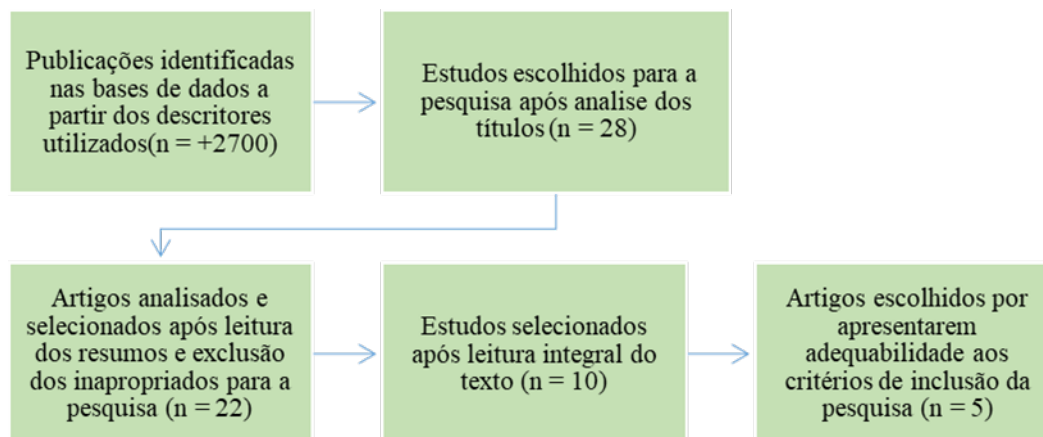 Publicações identificadas
nas bases de dados a
partir dos descritores
utilizados(n = +2700)
Estudos escolhidos para a
pesquisa após analise dos
títulos (n = 28)
Artigos analisados e
selecionados após leitura
dos resumos e exclusão
dos inapropriados para a
pesquisa (n = 22)
Estudos selecionados
após leitura integral do
texto (n = 10)
Artigos escolhidos por
apresentarem
adequabilidade aos
critérios de inclusão da
pesquisa (n = 5)